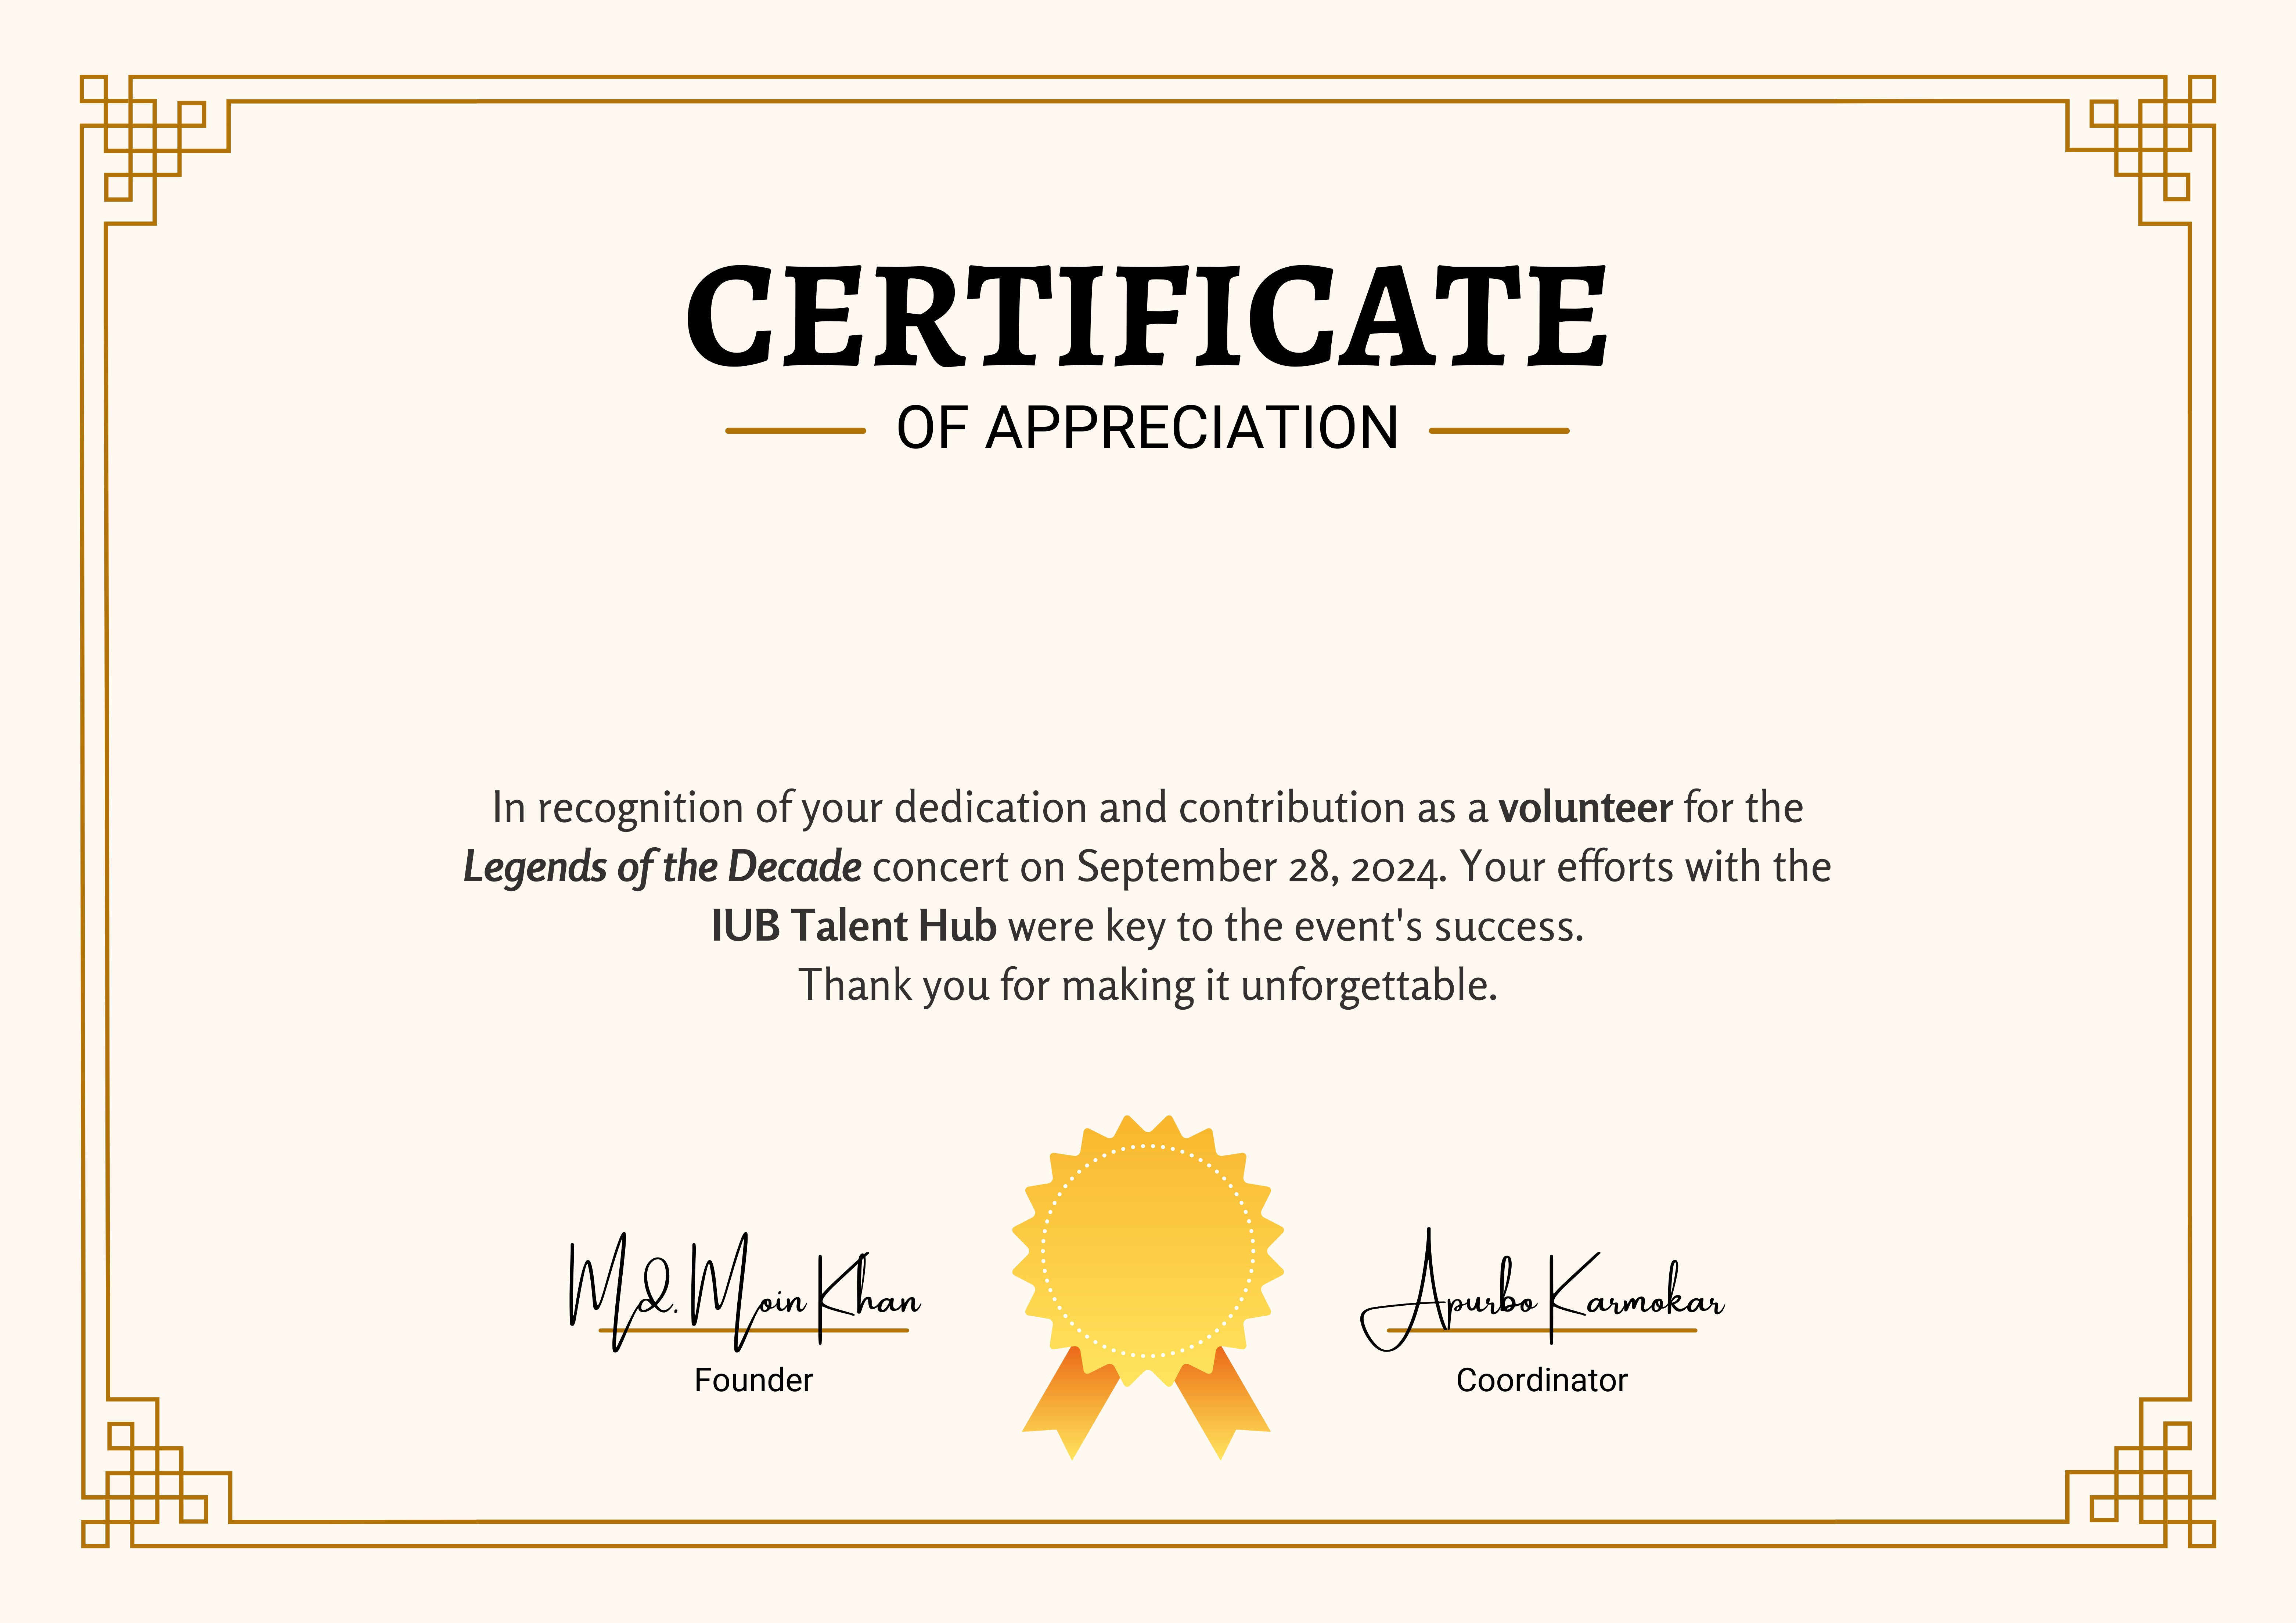 CERTIFICATE
OF APPRECIATION
In recognition of your dedication and contribution as a volunteer for the
Legends of the Decade concert on September 28, 2024. Your efforts with the
IUB Talent Hub were key to the event's success.
Thank you for making it unforgettable.
Md. Moin Khan
Founder
Apurbo Karmokar
Coordinator